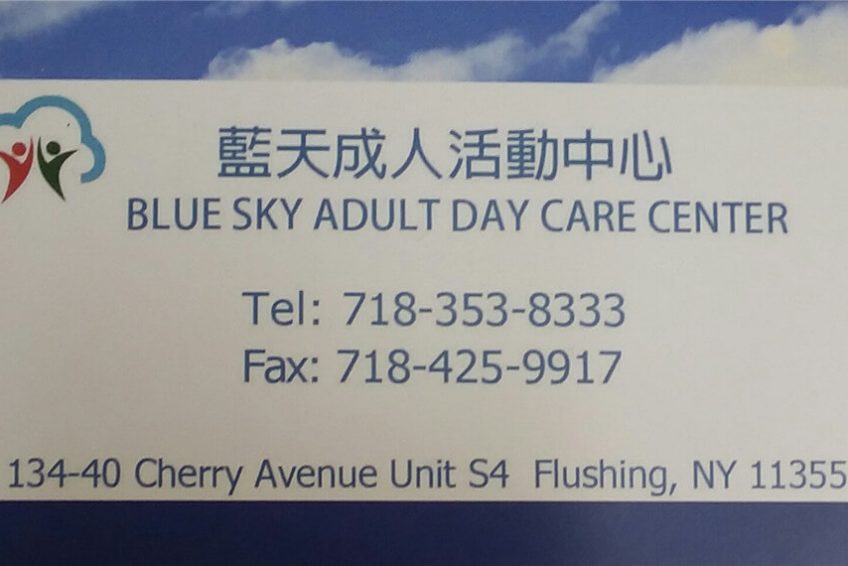 藍天成人活動中心
BLUE SKY ADULT DAY CARE CENTER
Tel: 718-353-8333
Fax: 718-425-9917
134-40 Cherry Avenue Unit S4 Flushing, NY 11355